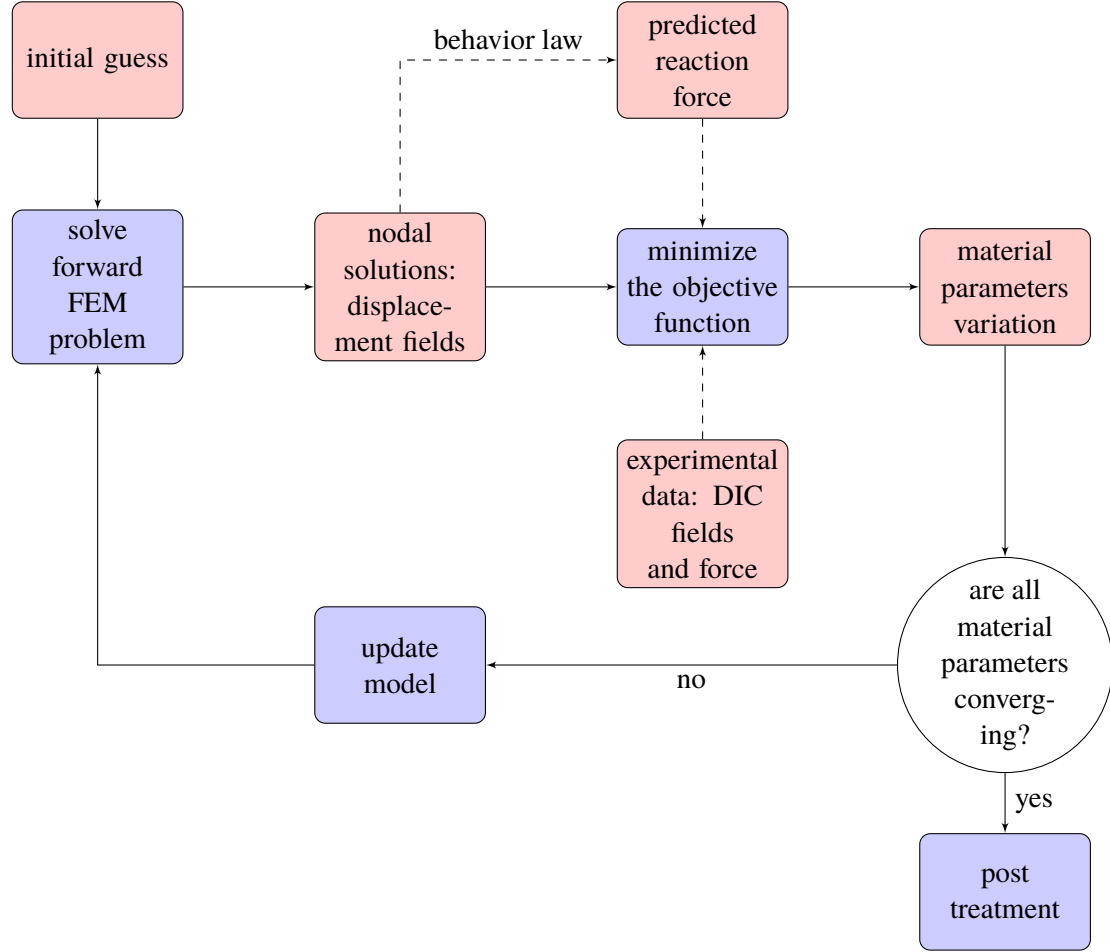 initial guess
behavior law
predicted
reaction
force
solve
forward
FEM
problem
nodal
solutions:
displace-
ment fields
minimize
the objective
function
material
parameters
variation
experimental
data: DIC
fields
and force
are all
material
parameters
converg-
ing?
no
update
model
yes
post
treatment